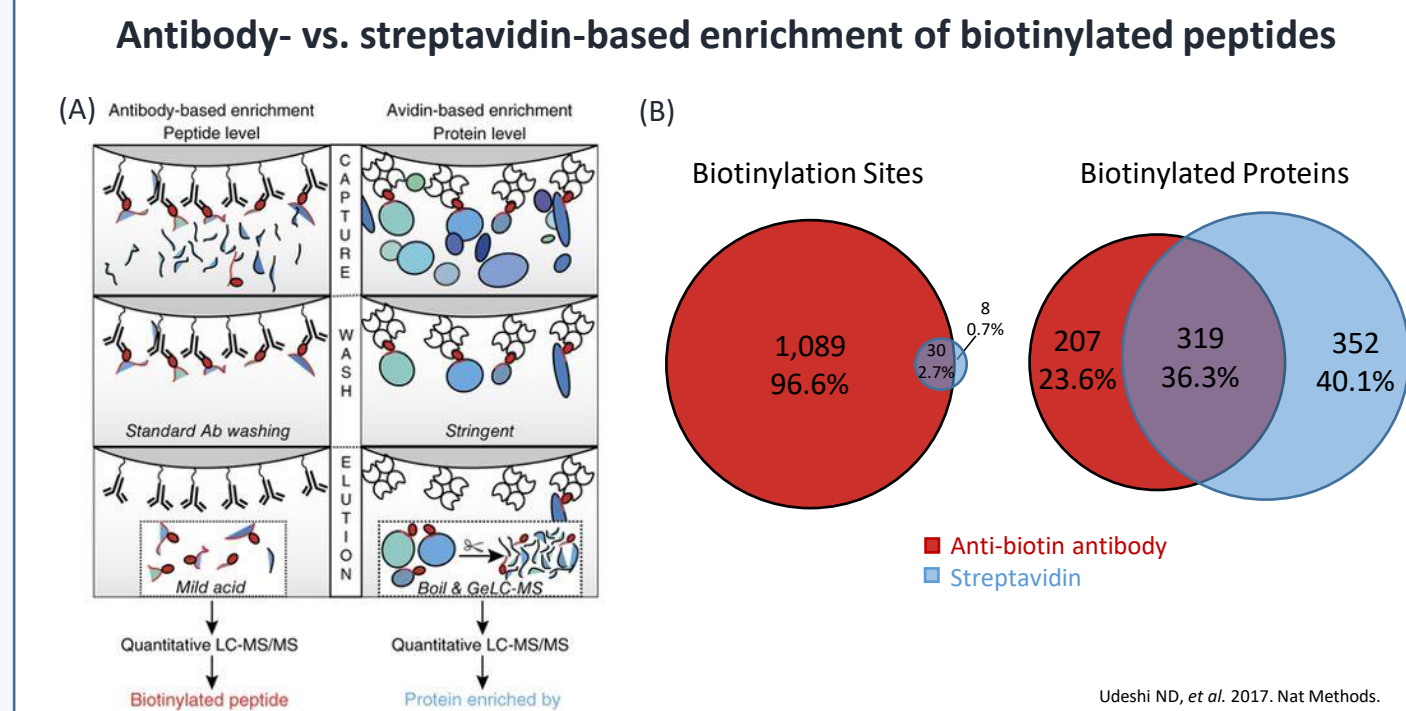 Antibody- vs. streptavidin-based enrichment of biotinylated peptides
(A)
Antibody-based enrichment
Peptide level
Avidin-based enrichment
Protein level
CAPTURE
WASH
Standard Ab washing
Stringent
ELUTION
Mild acid
Boil & GeLC-MS
Quantitative LC-MS/MS
Quantitative LC-MS/MS
Biotinylated peptide
Protein enriched by
(B)
Biotinylation Sites
1,089
96.6%
30
2.7%
8
0.7%
Biotinylated Proteins
207
23.6%
319
36.3%
352
40.1%
Anti-biotin antibody
Streptavidin
Udeshi ND, et al. 2017. Nat Methods.